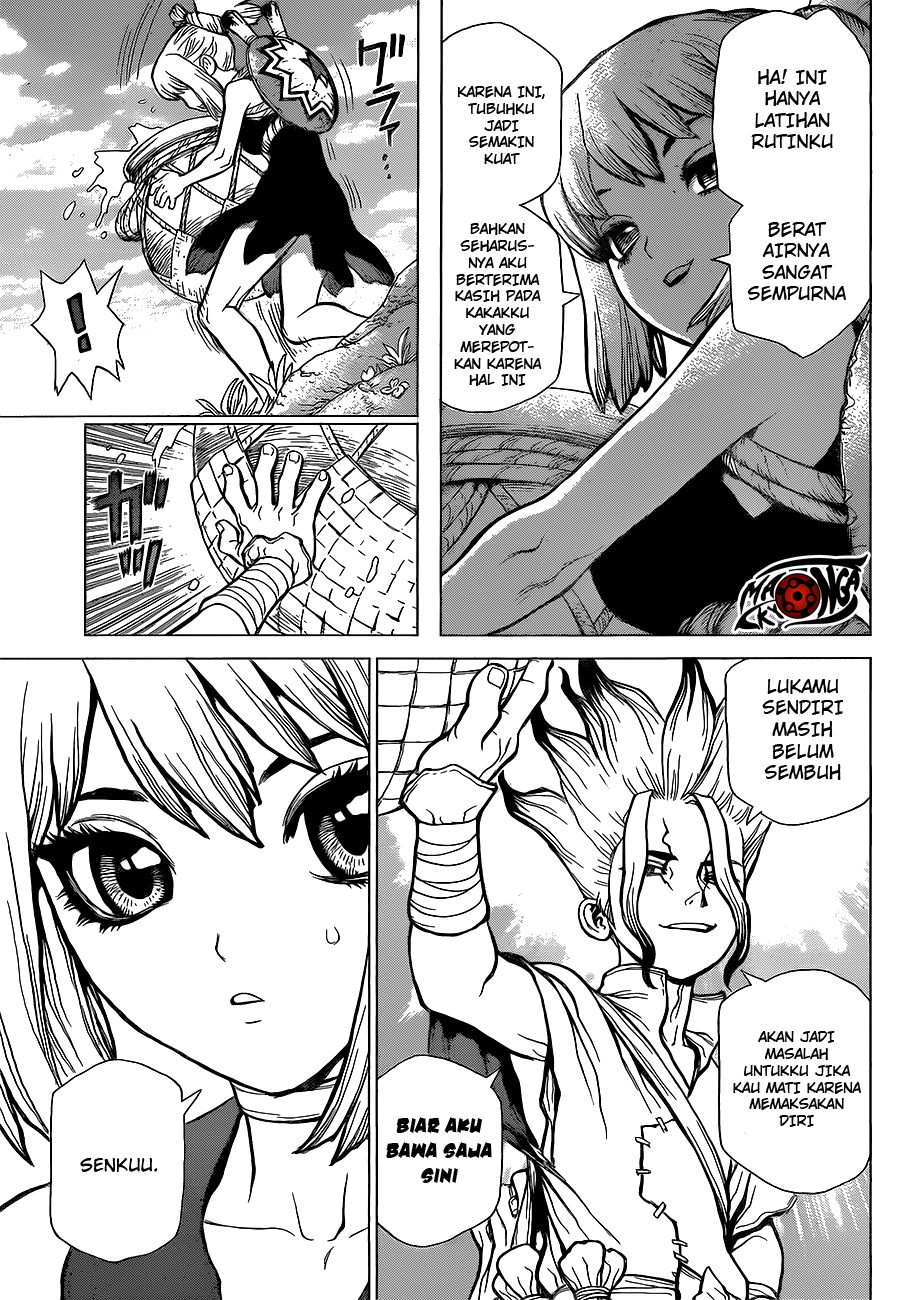 HA! INI
HANYA
LATIHAN
RUTINKU
BERAT
AIRNYA
SANGAT
SEMPURNA
KARENA INI,
TUBUHKU
JADI
SEMAKIN
KUAT
BAHKAN
SEHARUS-
NYA AKU
BERTERIMA
KASIH PADA
KAKAKKU
YANG
MEREPOT-
KAN KARENA
HAL INI
MANGAKYO
グラ…
!
ガッ
LUKAMU
SENDIRI
MASIH
BELUM
SEMBUH
AKAN JADI
MASALAH
UNTUKKU JIKA
KAU MATI KARENA
MEMAKSAKAN
DIRI
BIAR AKU
BAWA SAJA
SINI
SENKUU.